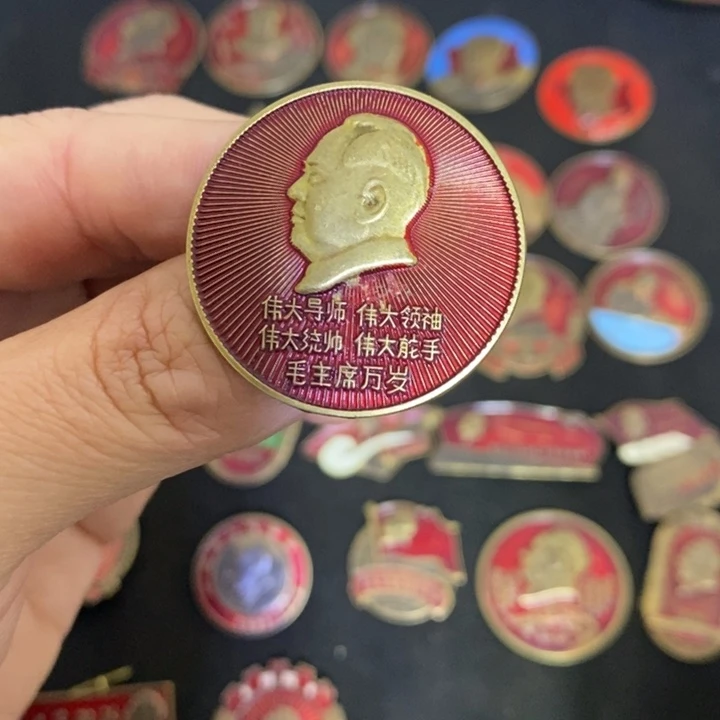 伟大导师 伟大领袖
伟大统帅 伟大舵手
毛主席万岁